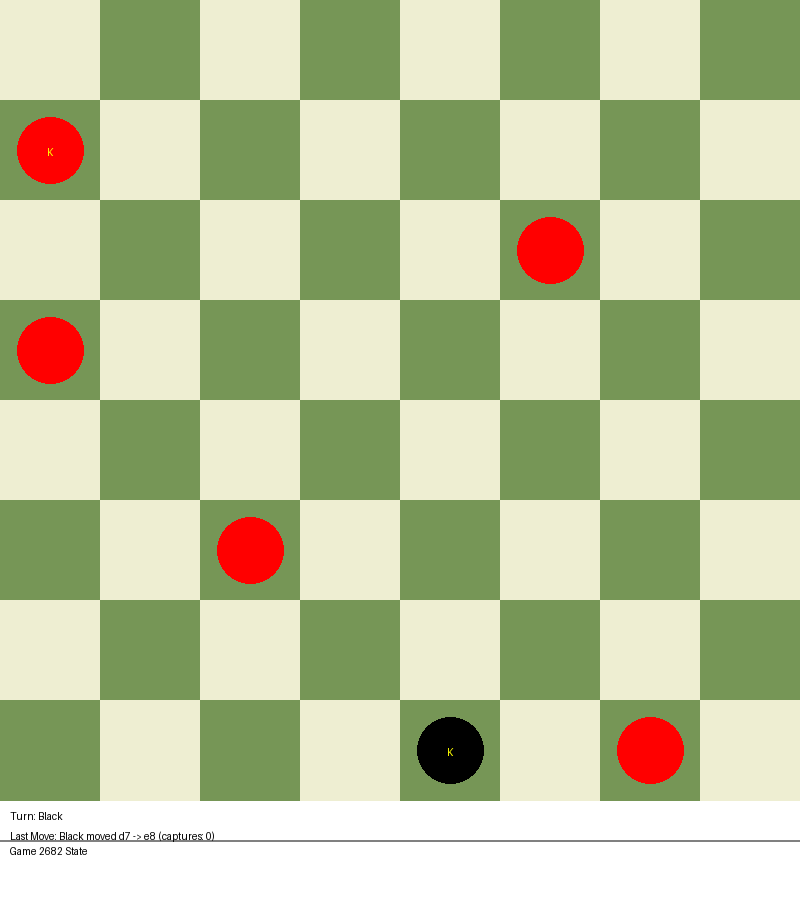 K
K
Turn: Black
Last Move: Black moved d7 -> e8 (captures: 0)
Game 2682 State